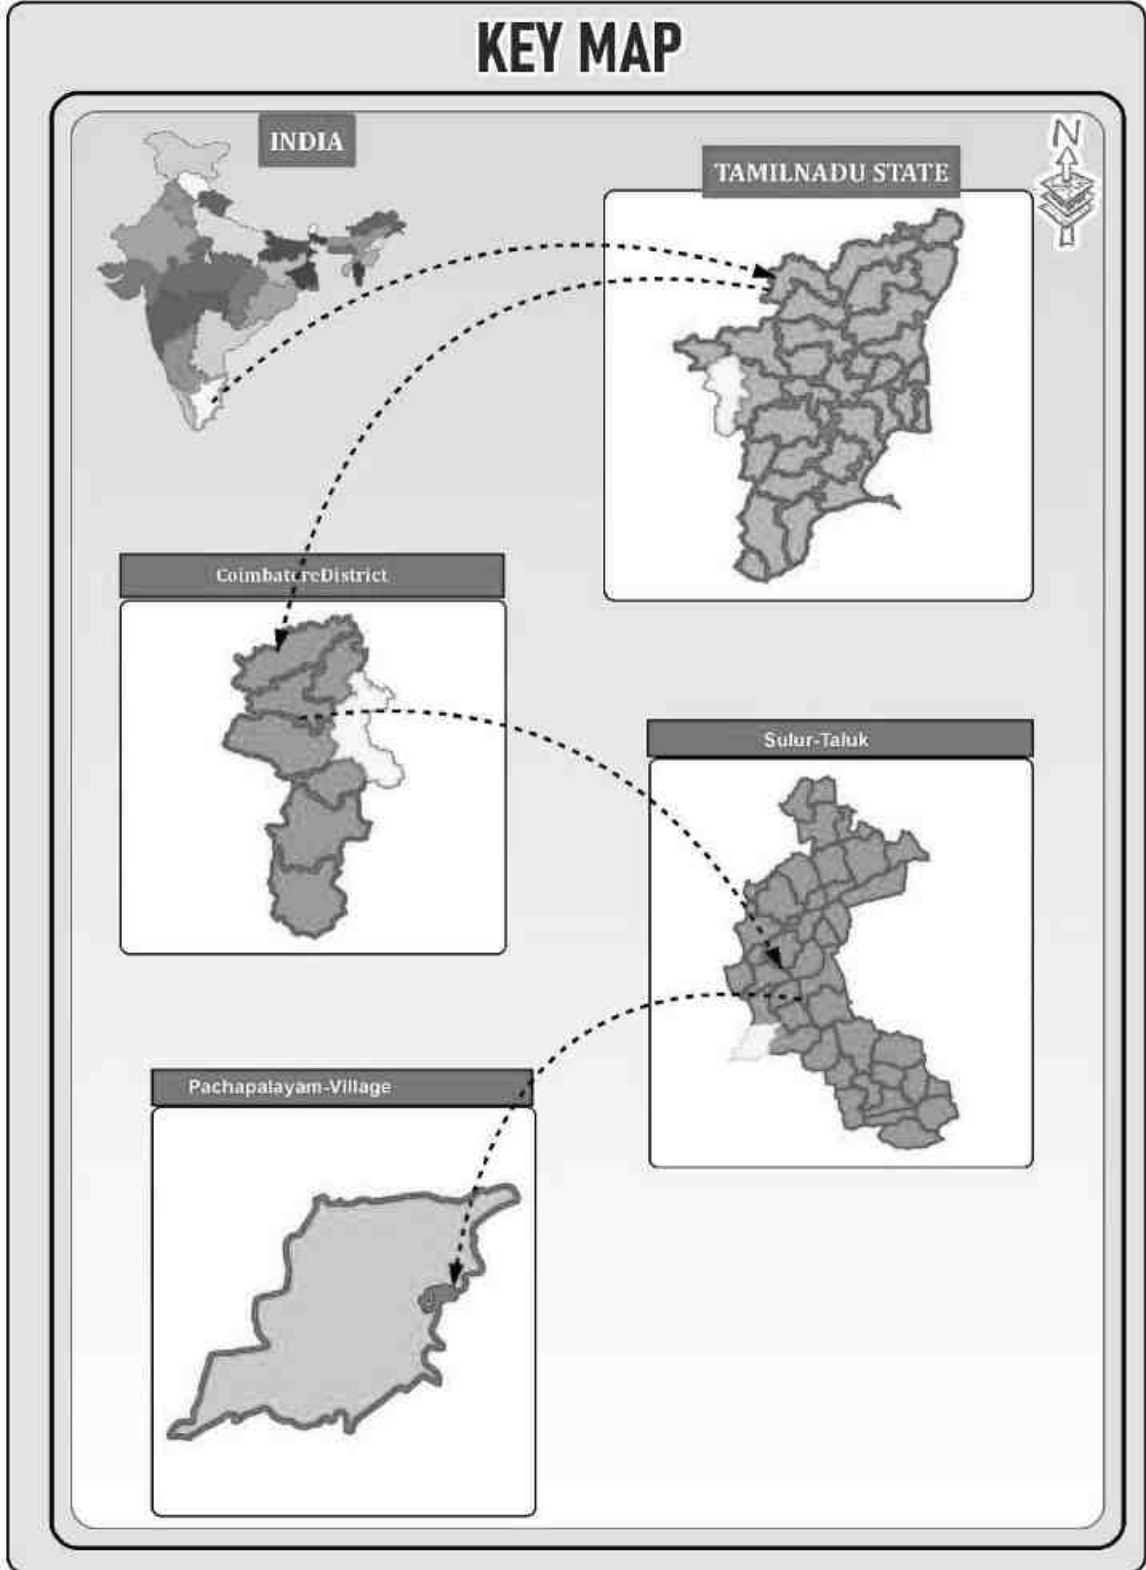 KEY MAP
INDIA
N
TAMILNADU STATE
CoimbatoreDistrict
Sulur-Taluk
Pachapalayam-Village